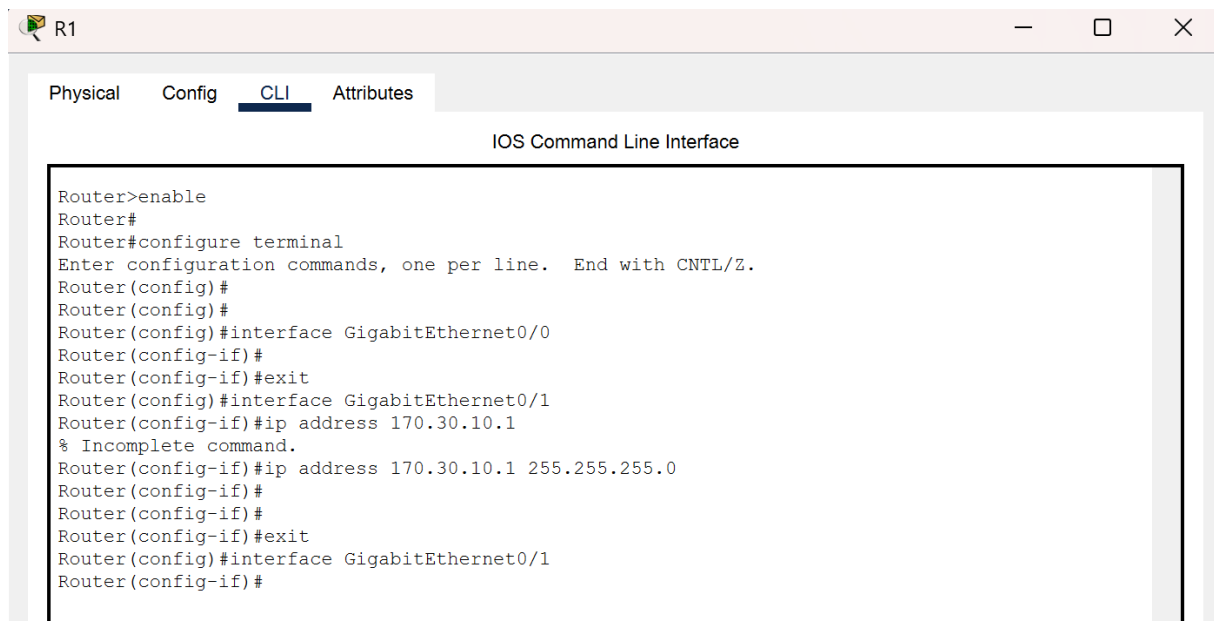 R1
Physical Config CLI Attributes
IOS Command Line Interface
Router>enable
Router#
Router#configure terminal
Enter configuration commands, one per line.  End with CNTL/Z.
Router(config)#
Router(config)#
Router(config)#interface GigabitEthernet0/0
Router(config-if)#
Router(config-if)#exit
Router(config)#interface GigabitEthernet0/1
Router(config-if)#ip address 170.30.10.1
% Incomplete command.
Router(config-if)#ip address 170.30.10.1 255.255.255.0
Router(config-if)#
Router(config-if)#
Router(config-if)#exit
Router(config)#interface GigabitEthernet0/1
Router(config-if)#